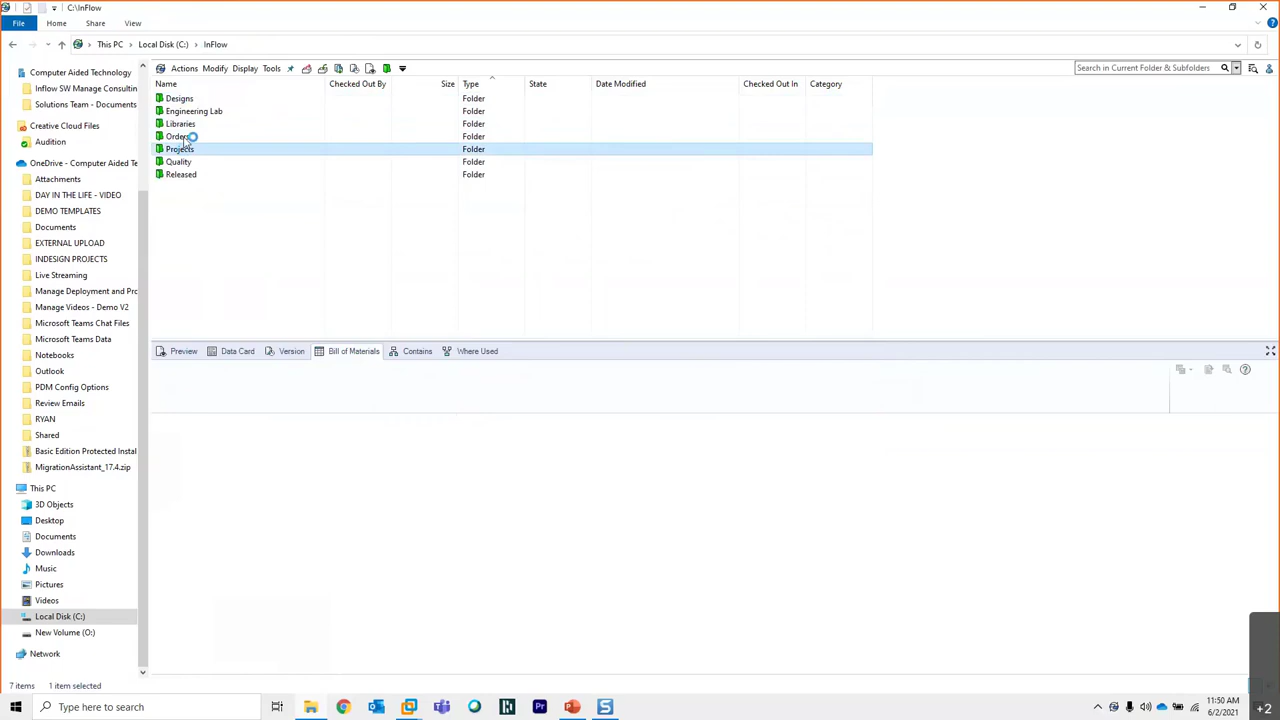 C:\InFlow
File Home Share View
This PC Local Disk (C:) InFlow
Actions Modify Display Tools
Search in Current Folder & Subfolders
Name Checked Out By Size Type State Date Modified Checked Out In Category
Designs Folder
Engineering Lab Folder
Libraries Folder
Orders Folder
Projects Folder
Quality Folder
Released Folder
Computer Aided Technology
Inflow SW Manage Consultin
Solutions Team - Documents
Creative Cloud Files
Audition
OneDrive - Computer Aided Te
Attachments
DAY IN THE LIFE - VIDEO
DEMO TEMPLATES
Documents
EXTERNAL UPLOAD
INDESIGN PROJECTS
Live Streaming
Manage Deployment and Pro
Manage Videos - Demo V2
Microsoft Teams Chat Files
Microsoft Teams Data
Notebooks
Outlook
PDM Config Options
Review Emails
RYAN
Shared
Basic Edition Protected Instal
MigrationAssistant_17.4.zip
This PC
3D Objects
Desktop
Documents
Downloads
Music
Pictures
Videos
Local Disk (C:)
New Volume (O:)
Network
Preview Data Card Version Bill of Materials Contains Where Used
7 items 1 item selected
Type here to search
11:50 AM
6/2/2021
+2